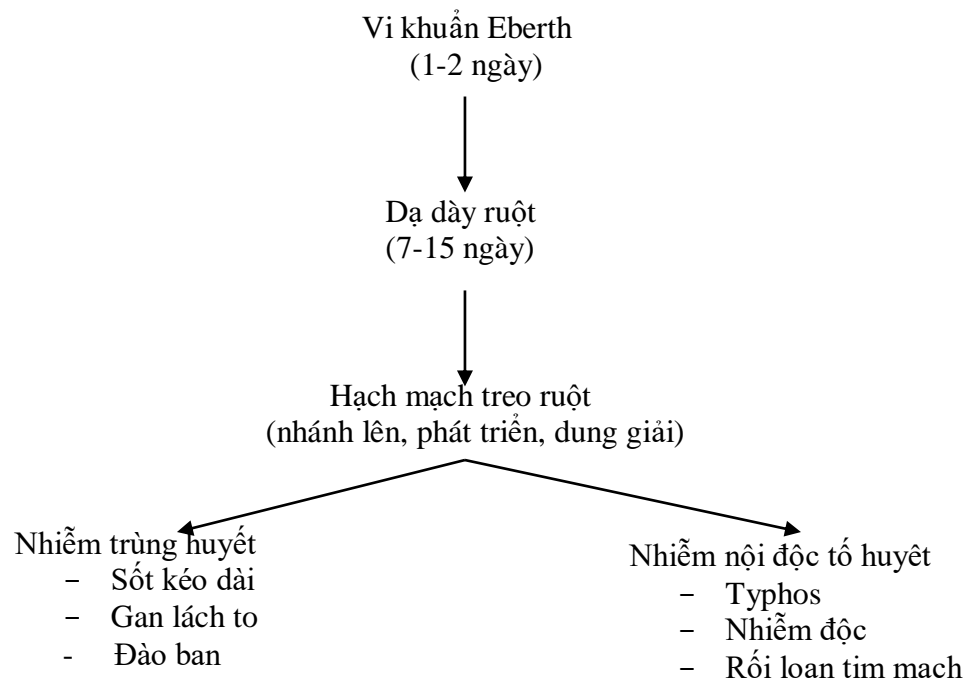 Vi khuẩn Eberth
(1-2 ngày)
Dạ dày ruột
(7-15 ngày)
Hạch mạch treo ruột
(nhánh lên, phát triển, dung giải)
Nhiễm trùng huyết
– Sốt kéo dài
– Gan lách to
- Đào ban
Nhiễm nội độc tố huyêt
– Typhos
– Nhiễm độc
– Rối loan tim mach